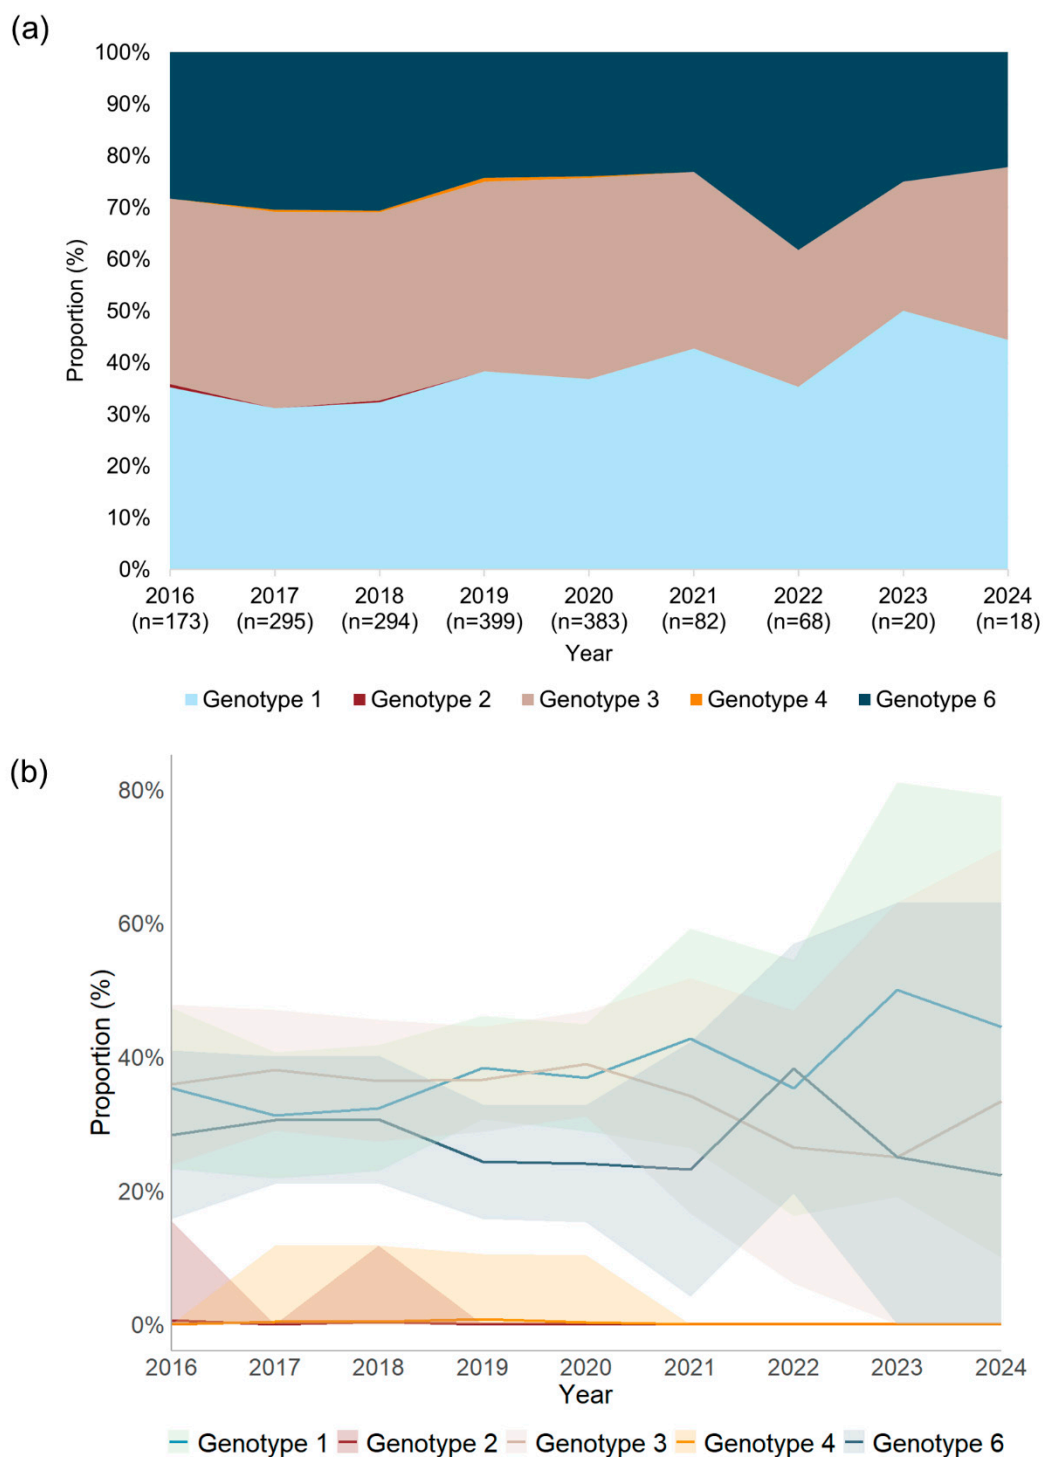 (a)
100%
90%
80%
70%
60%
50%
40%
30%
20%
10%
0%
Proportion (%)
2016 2017 2018 2019 2020 2021 2022 2023 2024
(n=173) (n=295) (n=294) (n=399) (n=383) (n=82) (n=68) (n=20) (n=18)
Year
Genotype 1 Genotype 2 Genotype 3 Genotype 4 Genotype 6
(b)
80%
60%
40%
20%
0%
Proportion (%)
2016 2017 2018 2019 2020 2021 2022 2023 2024
Year
Genotype 1 Genotype 2 Genotype 3 Genotype 4 Genotype 6